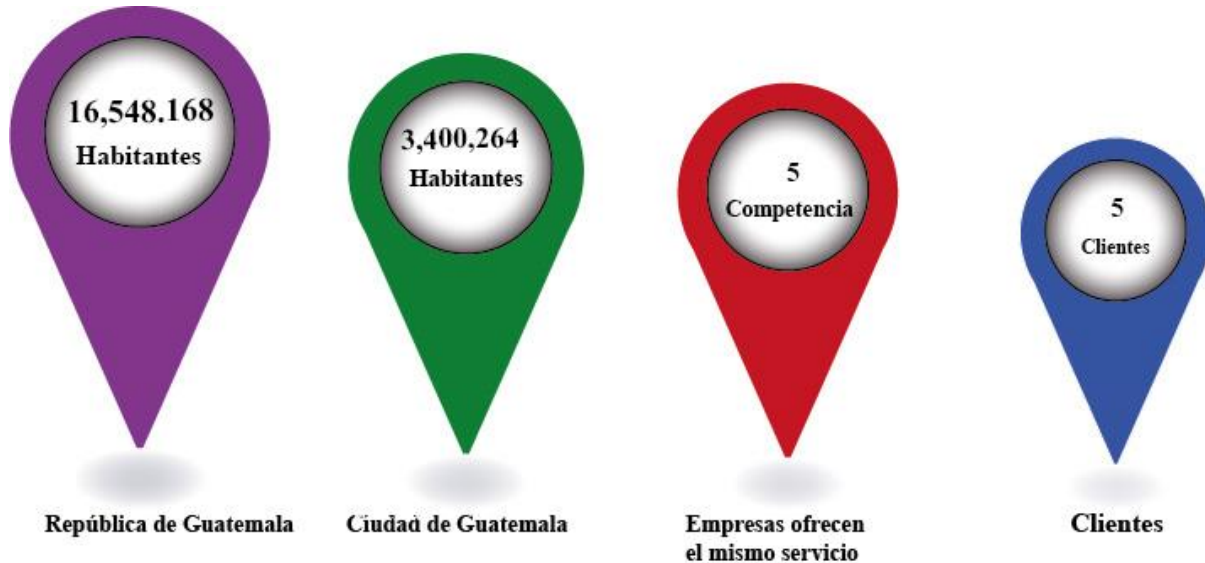 16,548.168
Habitantes
República de Guatemala
3,400,264
Habitantes
Ciudad de Guatemala
5
Competencia
Empresas ofrecen
el mismo servicio
5
Clientes
Clientes